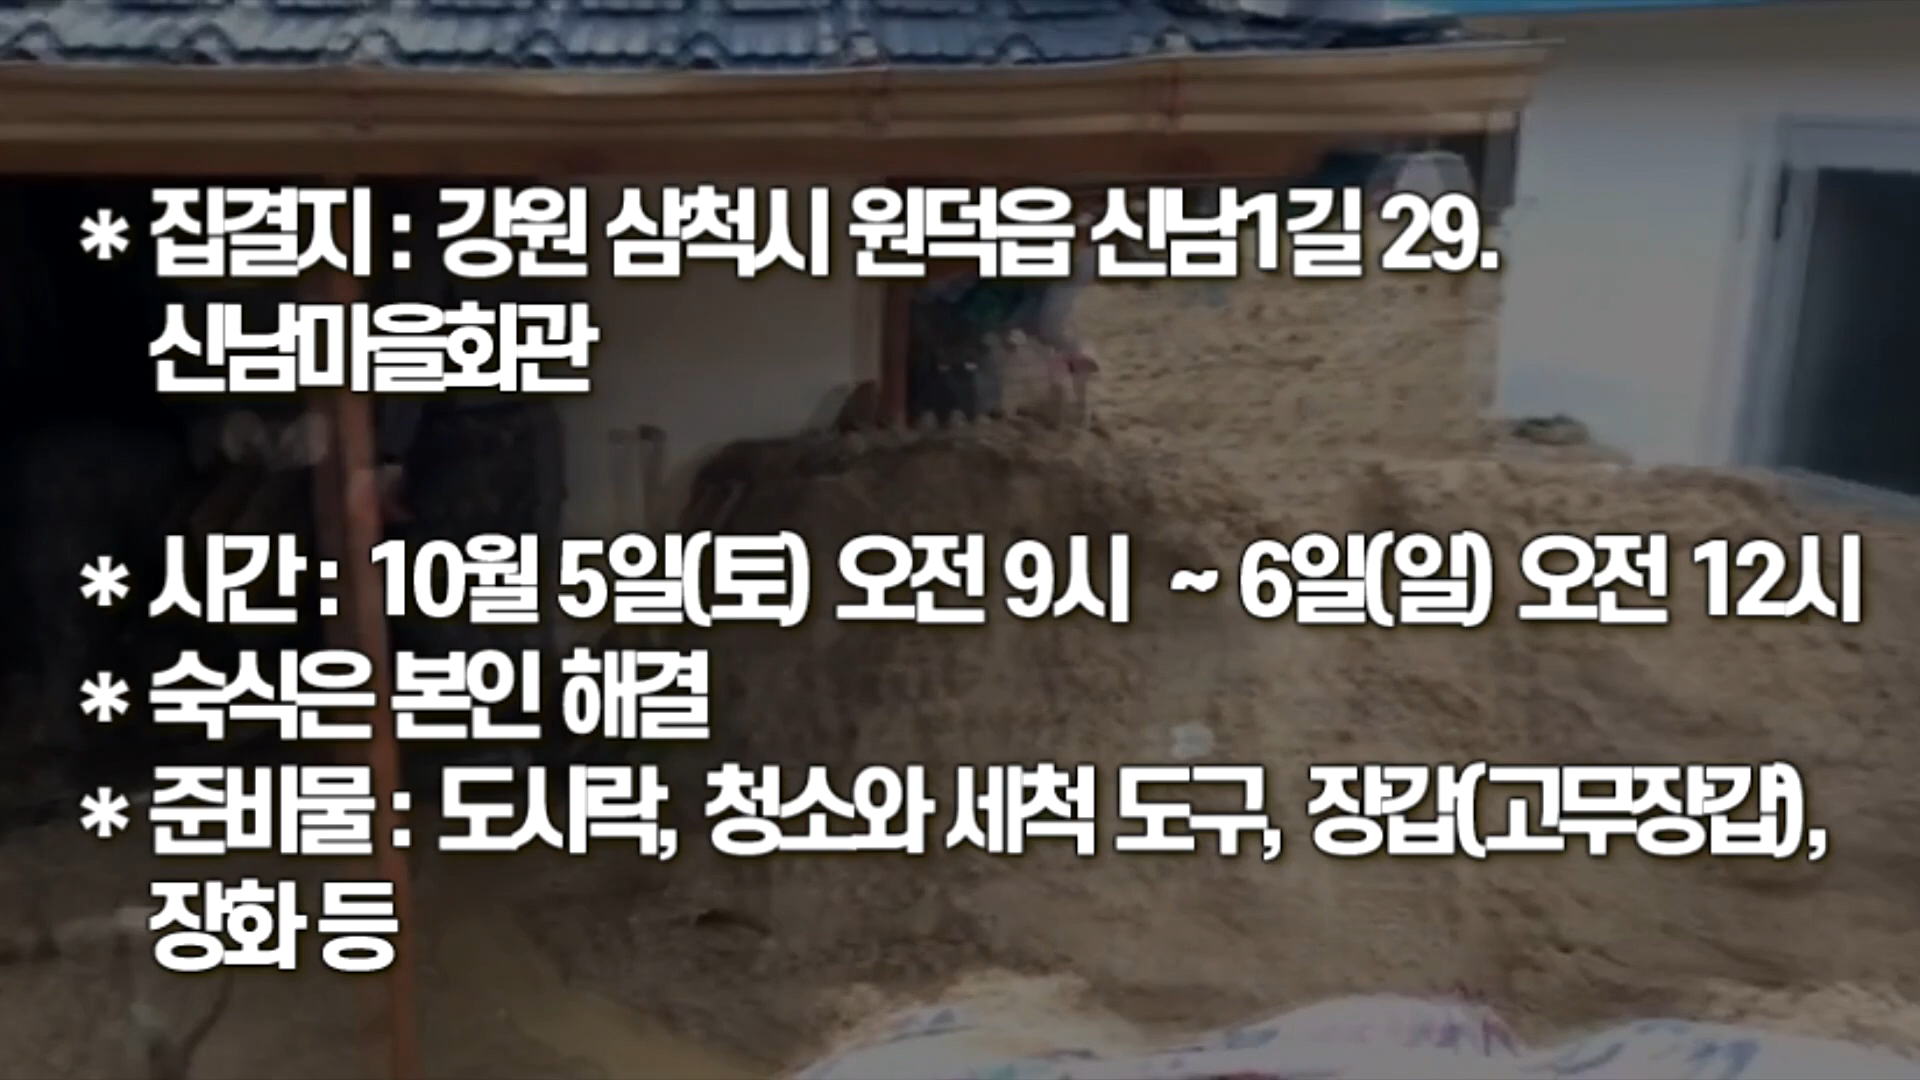 * 집결지 : 강원 삼척시 원덕읍 신남1길 29.
신남마을회관
* 시간 : 10월 5일(토) 오전 9시 ~ 6일(일) 오전 12시
* 숙식은 본인 해결
* 준비물 : 도시락, 청소와 세척 도구, 장갑(고무장갑),
장화 등